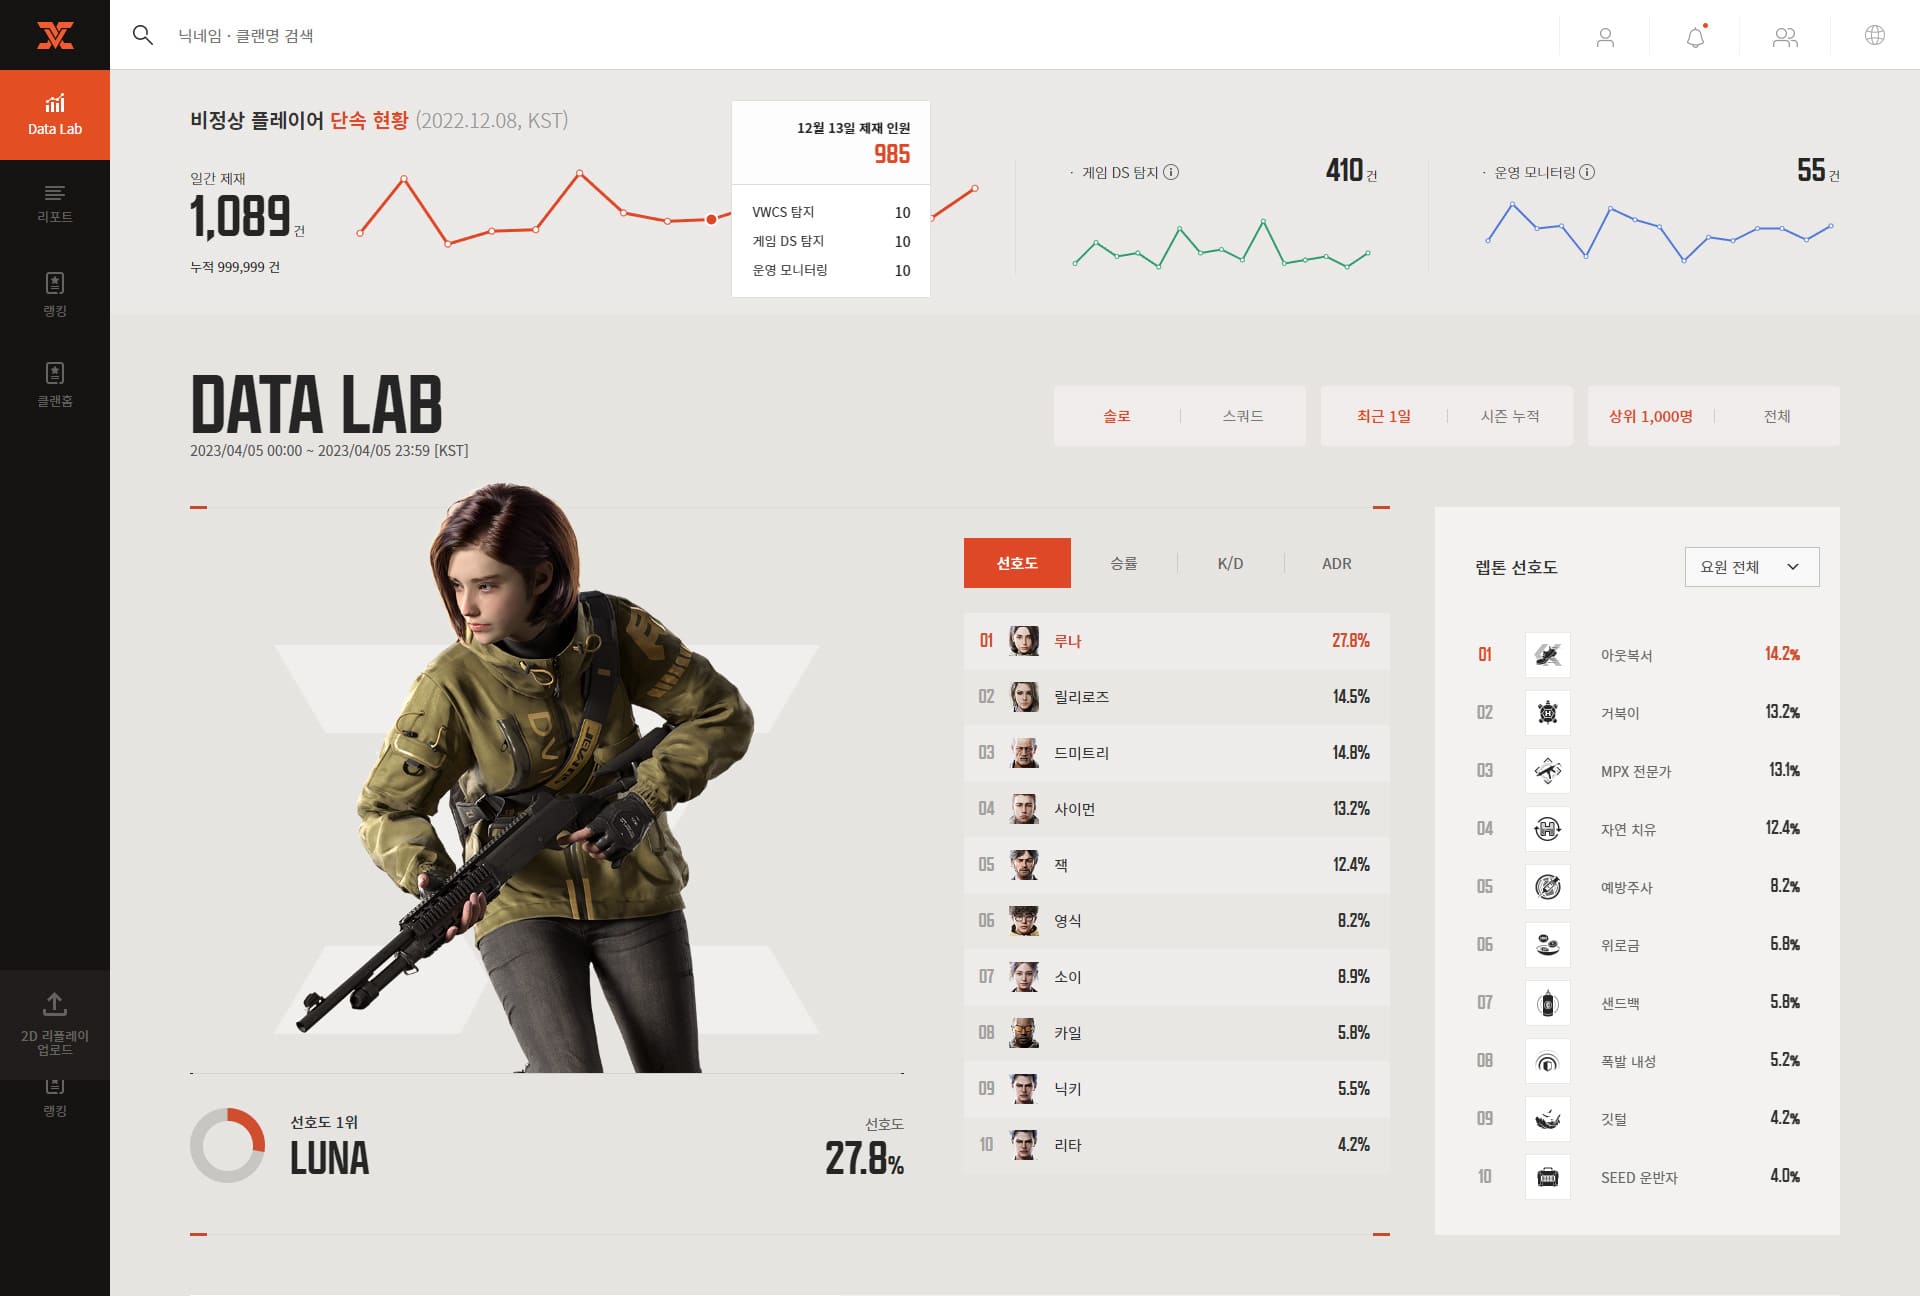 닉네임 · 클랜명 검색
Data Lab
리포트
랭킹
클랜홈
2D 리플레이
업로드
랭킹
비정상 플레이어 단속 현황 (2022.12.08, KST)
일간 제재
1,089 건
누적 999,999 건
12월 13일 제재 인원
985
VWCS 탐지 10
게임 DS 탐지 10
운영 모니터링 10
· 게임 DS 탐지 410 건
· 운영 모니터링 55 건
DATA LAB
2023/04/05 00:00 ~ 2023/04/05 23:59 [KST]
솔로 스쿼드
최근 1일 시즌 누적
상위 1,000명 전체
선호도 1위
LUNA
선호도
27.8%
선호도 승률 K/D ADR
01 루나 27.8%
02 릴리로즈 14.5%
03 드미트리 14.8%
04 사이먼 13.2%
05 잭 12.4%
06 영식 8.2%
07 소이 8.9%
08 카일 5.8%
09 닉키 5.5%
10 리타 4.2%
렙톤 선호도 요원 전체
01 아웃복서 14.2%
02 거북이 13.2%
03 MPX 전문가 13.1%
04 자연 치유 12.4%
05 예방주사 8.2%
06 위로금 6.8%
07 샌드백 5.8%
08 폭발 내성 5.2%
09 깃털 4.2%
10 SEED 운반자 4.0%